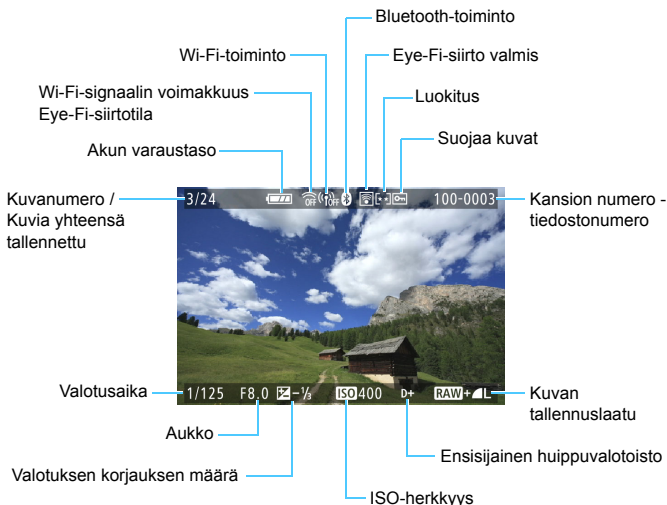 Bluetooth-toiminto
Wi-Fi-toiminto
Eye-Fi-siirto valmis
Wi-Fi-signaalin voimakkuus
Eye-Fi-siirtotila
Luokitus
Suojaa kuvat
Akun varaustaso
Kuvanumero /
Kuvia yhteensä
tallennettu
3/24 OFF OFF 100-0003
Kansion numero -
tiedostonumero
Valotusaika
1/125 F8.0 -⅓ ISO 400 D+ RAW+L
Kuvan
tallennuslaatu
Aukko
Ensisijainen huippuvalotoisto
Valotuksen korjauksen määrä
ISO-herkkyys